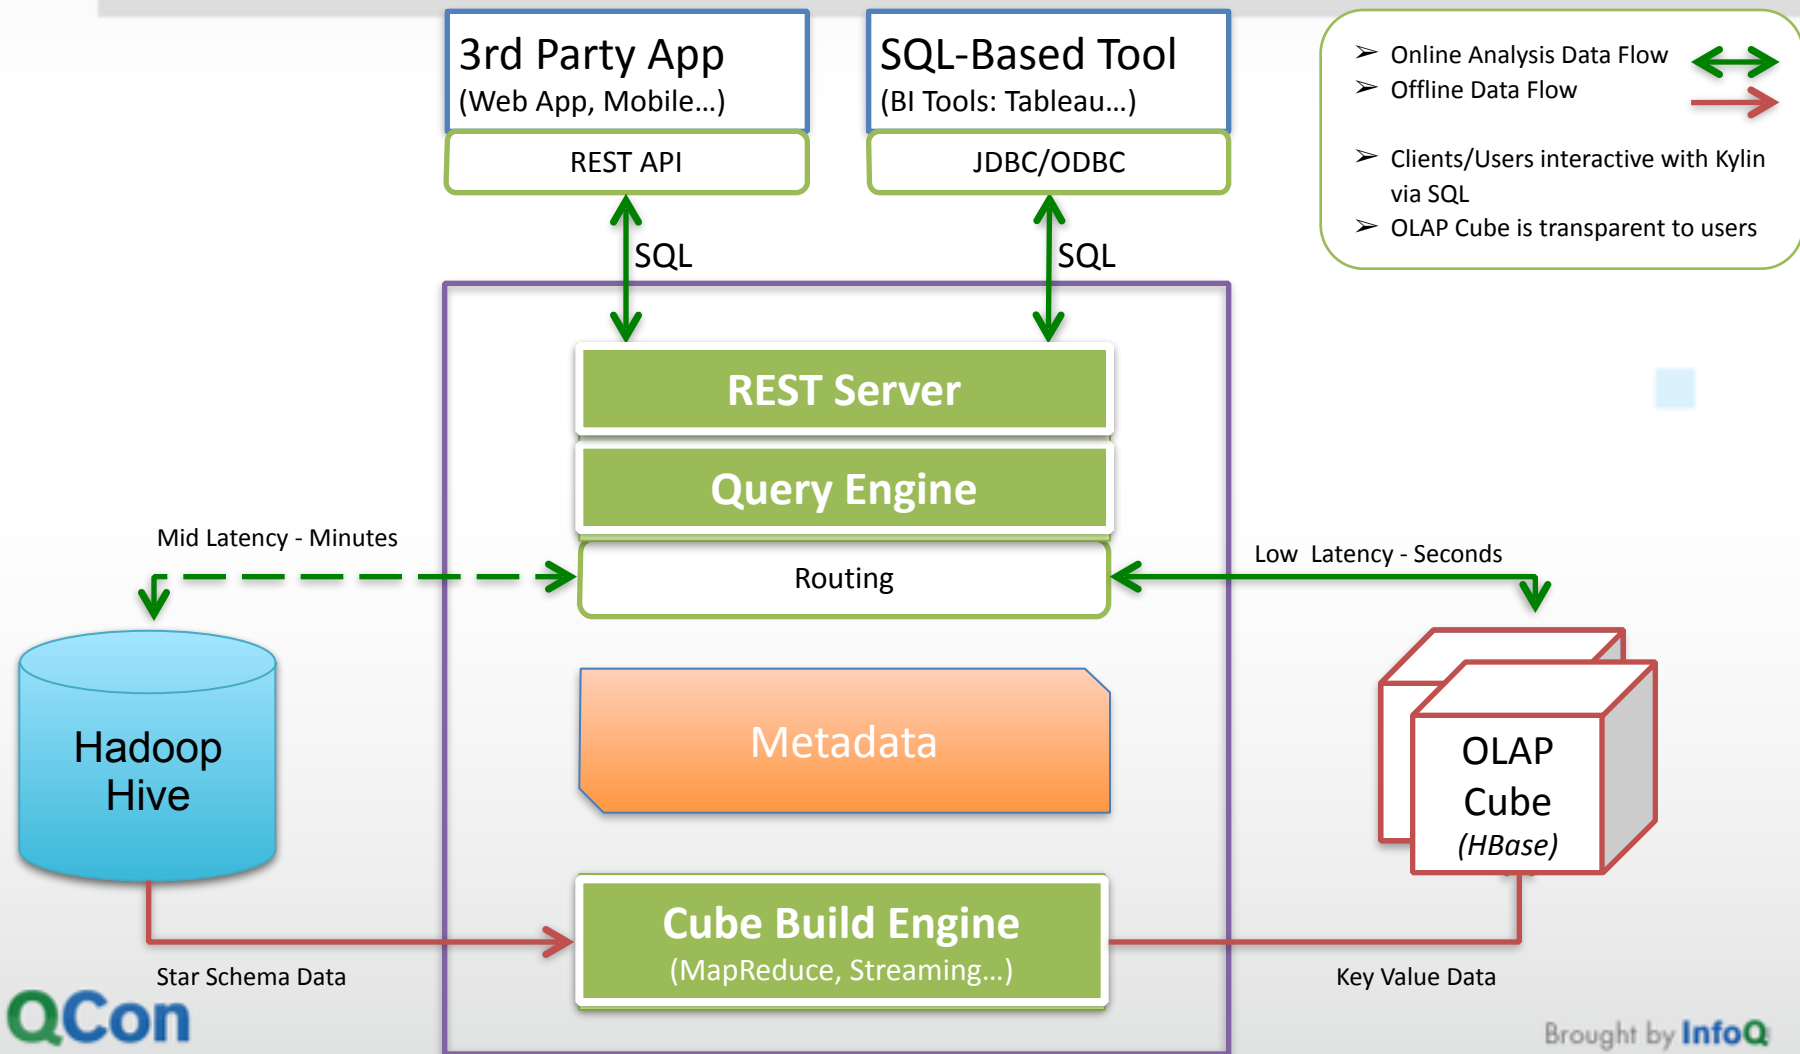 3rd Party App
(Web App, Mobile…)
REST API
SQL-Based Tool
(BI Tools: Tableau…)
JDBC/ODBC
➢ Online Analysis Data Flow
➢ Offline Data Flow
➢ Clients/Users interactive with Kylin
via SQL
➢ OLAP Cube is transparent to users
SQL
SQL
REST Server
Query Engine
Mid Latency - Minutes
Routing
Low Latency - Seconds
Hadoop
Hive
Metadata
OLAP
Cube
(HBase)
Cube Build Engine
(MapReduce, Streaming…)
Star Schema Data
Key Value Data
QCon
Brought by InfoQ